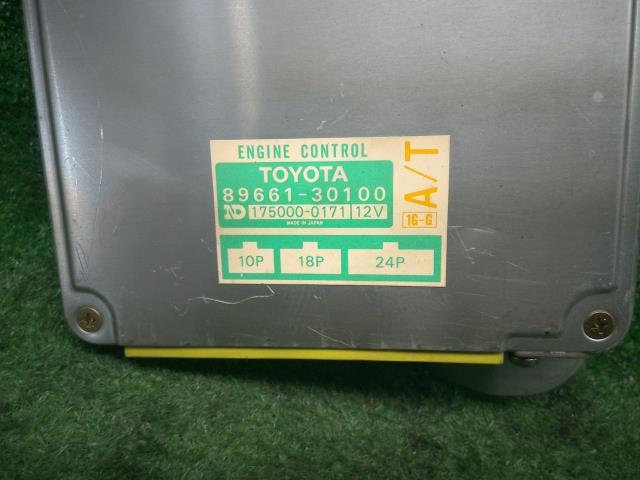 ENGINE CONTROL
TOYOTA
89661-30100
ND 175000-0171 12V
MADE IN JAPAN
A/T
1G-G
10P 18P 24P